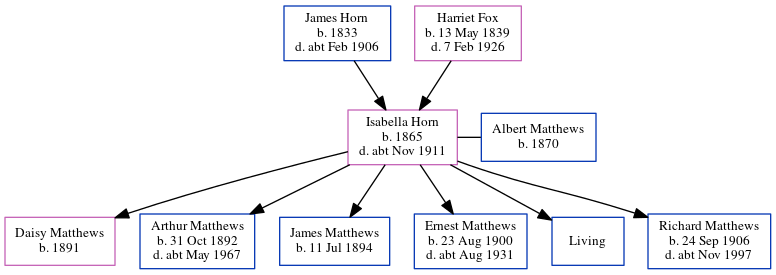 James Horn
b. 1833
d. abt Feb 1906
Harriet Fox
b. 13 May 1839
d. 7 Feb 1926
Isabella Horn
b. 1865
d. abt Nov 1911
Albert Matthews
b. 1870
Daisy Matthews
b. 1891
Arthur Matthews
b. 31 Oct 1892
d. abt May 1967
James Matthews
b. 11 Jul 1894
Ernest Matthews
b. 23 Aug 1900
d. abt Aug 1931
Living
Richard Matthews
b. 24 Sep 1906
d. abt Nov 1997